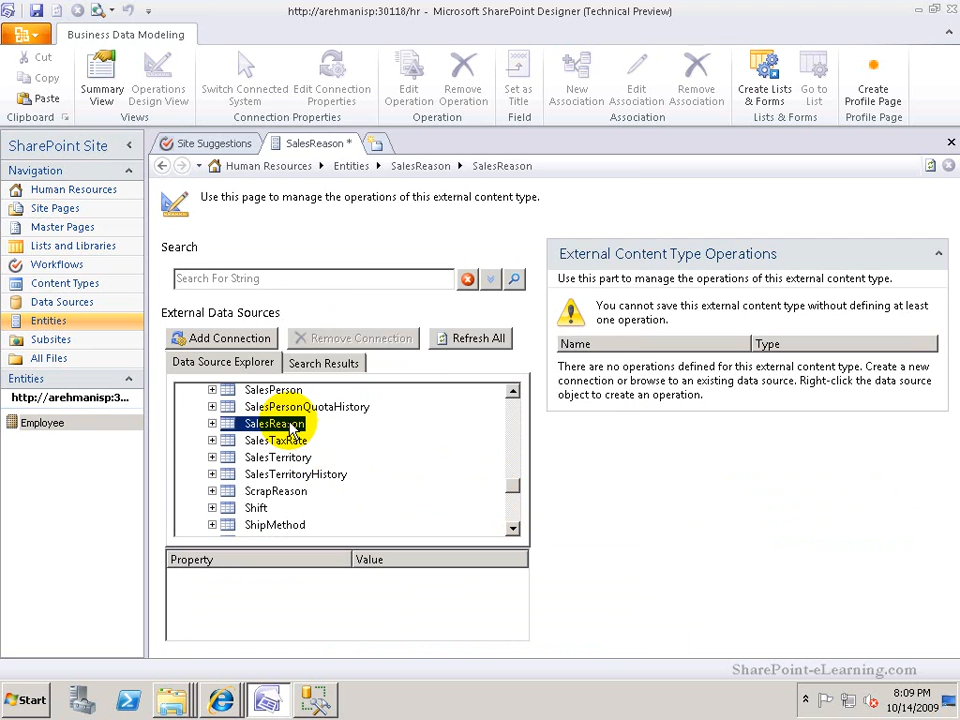 http://arehmanisp:30118/hr - Microsoft SharePoint Designer (Technical Preview)
Business Data Modeling
Cut
Copy
Paste
Clipboard
Summary View
Operations Design View
Views
Switch Connected System
Edit Connection Properties
Connection Properties
Edit Operation
Remove Operation
Operation
Set as Title
Field
New Association
Edit Association
Remove Association
Association
Create Lists & Forms
Go to List
Lists & Forms
Create Profile Page
Profile Page
SharePoint Site
Navigation
Human Resources
Site Pages
Master Pages
Lists and Libraries
Workflows
Content Types
Data Sources
Entities
Subsites
All Files
Entities
http://arehmanisp:3...
Employee
Site Suggestions
SalesReason *
Human Resources
Entities
SalesReason
SalesReason
Use this page to manage the operations of this external content type.
Search
Search For String
External Data Sources
Add Connection
Remove Connection
Refresh All
Data Source Explorer
Search Results
SalesPerson
SalesPersonQuotaHistory
SalesReason
SalesTaxRate
SalesTerritory
SalesTerritoryHistory
ScrapReason
Shift
ShipMethod
Property
Value
External Content Type Operations
Use this part to manage the operations of this external content type.
You cannot save this external content type without defining at least
one operation.
Name
Type
There are no operations defined for this external content type. Create a new
connection or browse to an existing data source. Right-click the data source
object to create an operation.
SharePoint-eLearning.com
Start
8:09 PM
10/14/2009